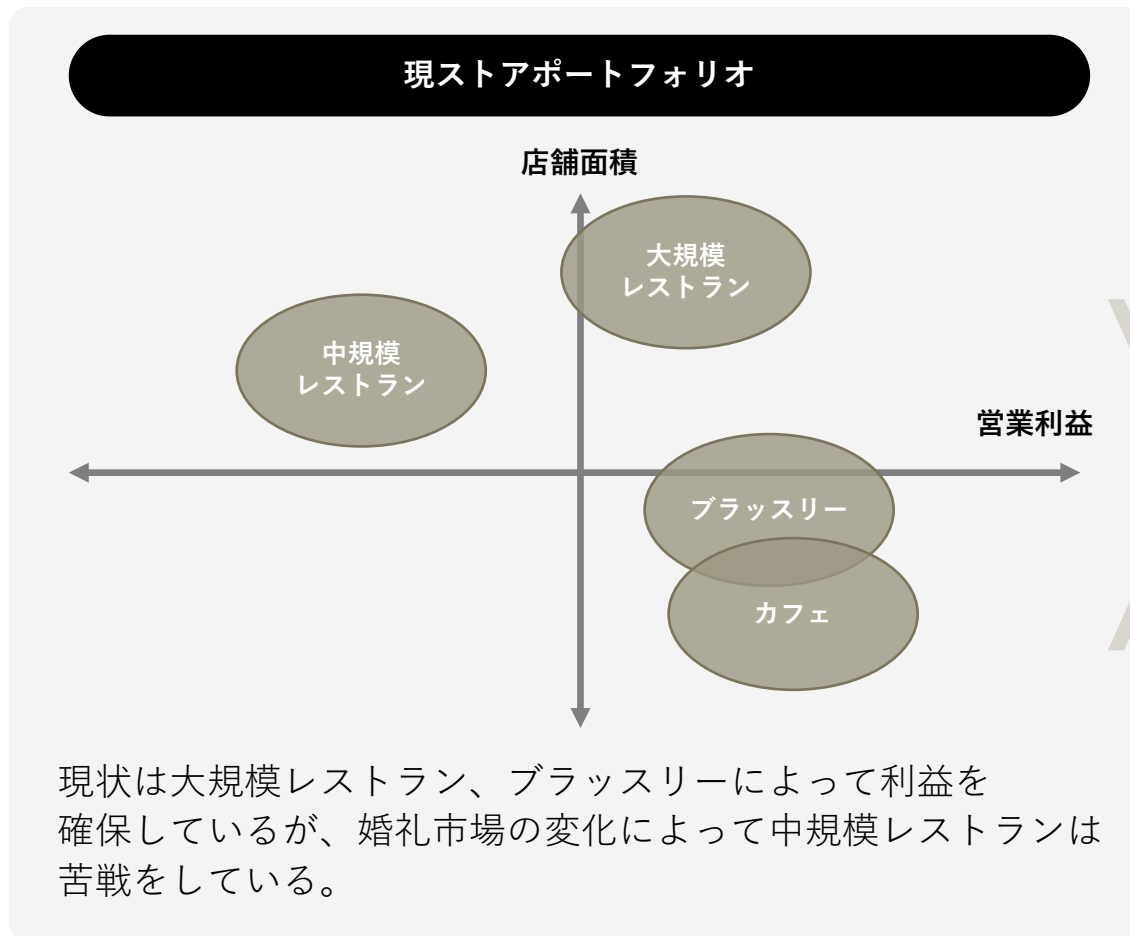 現ストアポートフォリオ
店舗面積
大規模
レストラン
中規模
レストラン
営業利益
ブラッスリー
カフェ
現状は大規模レストラン、ブラッスリーによって利益を
確保しているが、婚礼市場の変化によって中規模レストランは
苦戦をしている。